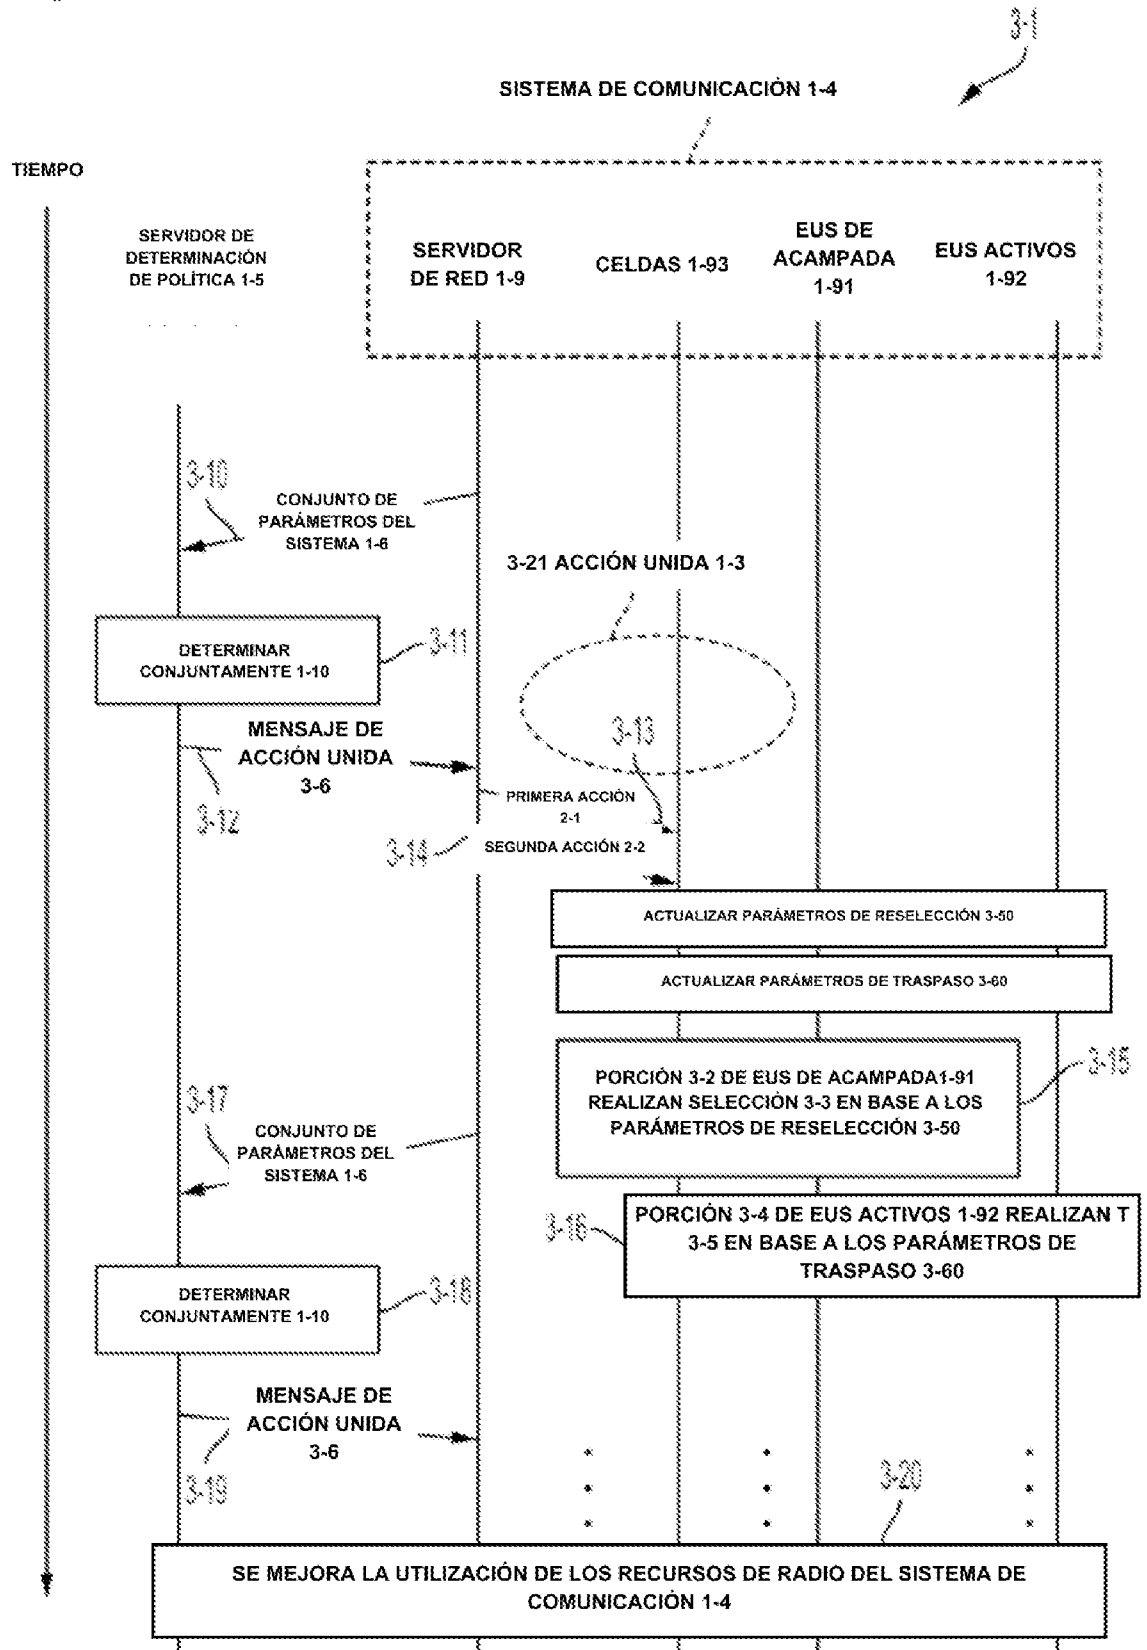 3-1
SISTEMA DE COMUNICACIÓN 1-4
TIEMPO
SERVIDOR DE
DETERMINACIÓN
DE POLÍTICA 1-5
SERVIDOR
DE RED 1-9
CELDAS 1-93
EUS DE
ACAMPADA
1-91
EUS ACTIVOS
1-92
3-10
CONJUNTO DE
PARÁMETROS DEL
SISTEMA 1-6
3-21 ACCIÓN UNIDA 1-3
DETERMINAR
CONJUNTAMENTE 1-10
3-11
MENSAJE DE
ACCIÓN UNIDA
3-6
3-12
3-13
PRIMERA ACCIÓN
2-1
3-14
SEGUNDA ACCIÓN 2-2
ACTUALIZAR PARÁMETROS DE RESELECCIÓN 3-50
ACTUALIZAR PARÁMETROS DE TRASPASO 3-60
PORCIÓN 3-2 DE EUS DE ACAMPADA1-91
REALIZAN SELECCIÓN 3-3 EN BASE A LOS
PARÁMETROS DE RESELECCIÓN 3-50
3-15
3-17
CONJUNTO DE
PARÁMETROS DEL
SISTEMA 1-6
3-16
PORCIÓN 3-4 DE EUS ACTIVOS 1-92 REALIZAN T
3-5 EN BASE A LOS PARÁMETROS DE
TRASPASO 3-60
DETERMINAR
CONJUNTAMENTE 1-10
3-18
MENSAJE DE
ACCIÓN UNIDA
3-6
3-19
3-20
SE MEJORA LA UTILIZACIÓN DE LOS RECURSOS DE RADIO DEL SISTEMA DE
COMUNICACIÓN 1-4